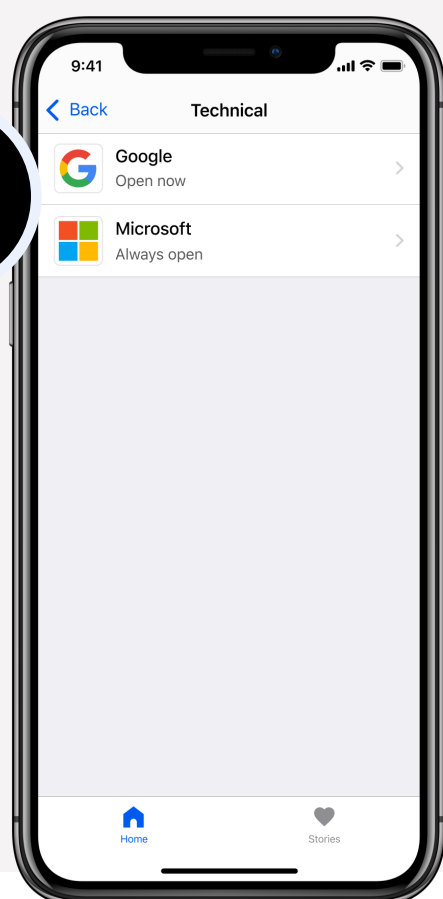 9:41
Back
Technical
Google
Open now
Microsoft
Always open
Home
Stories